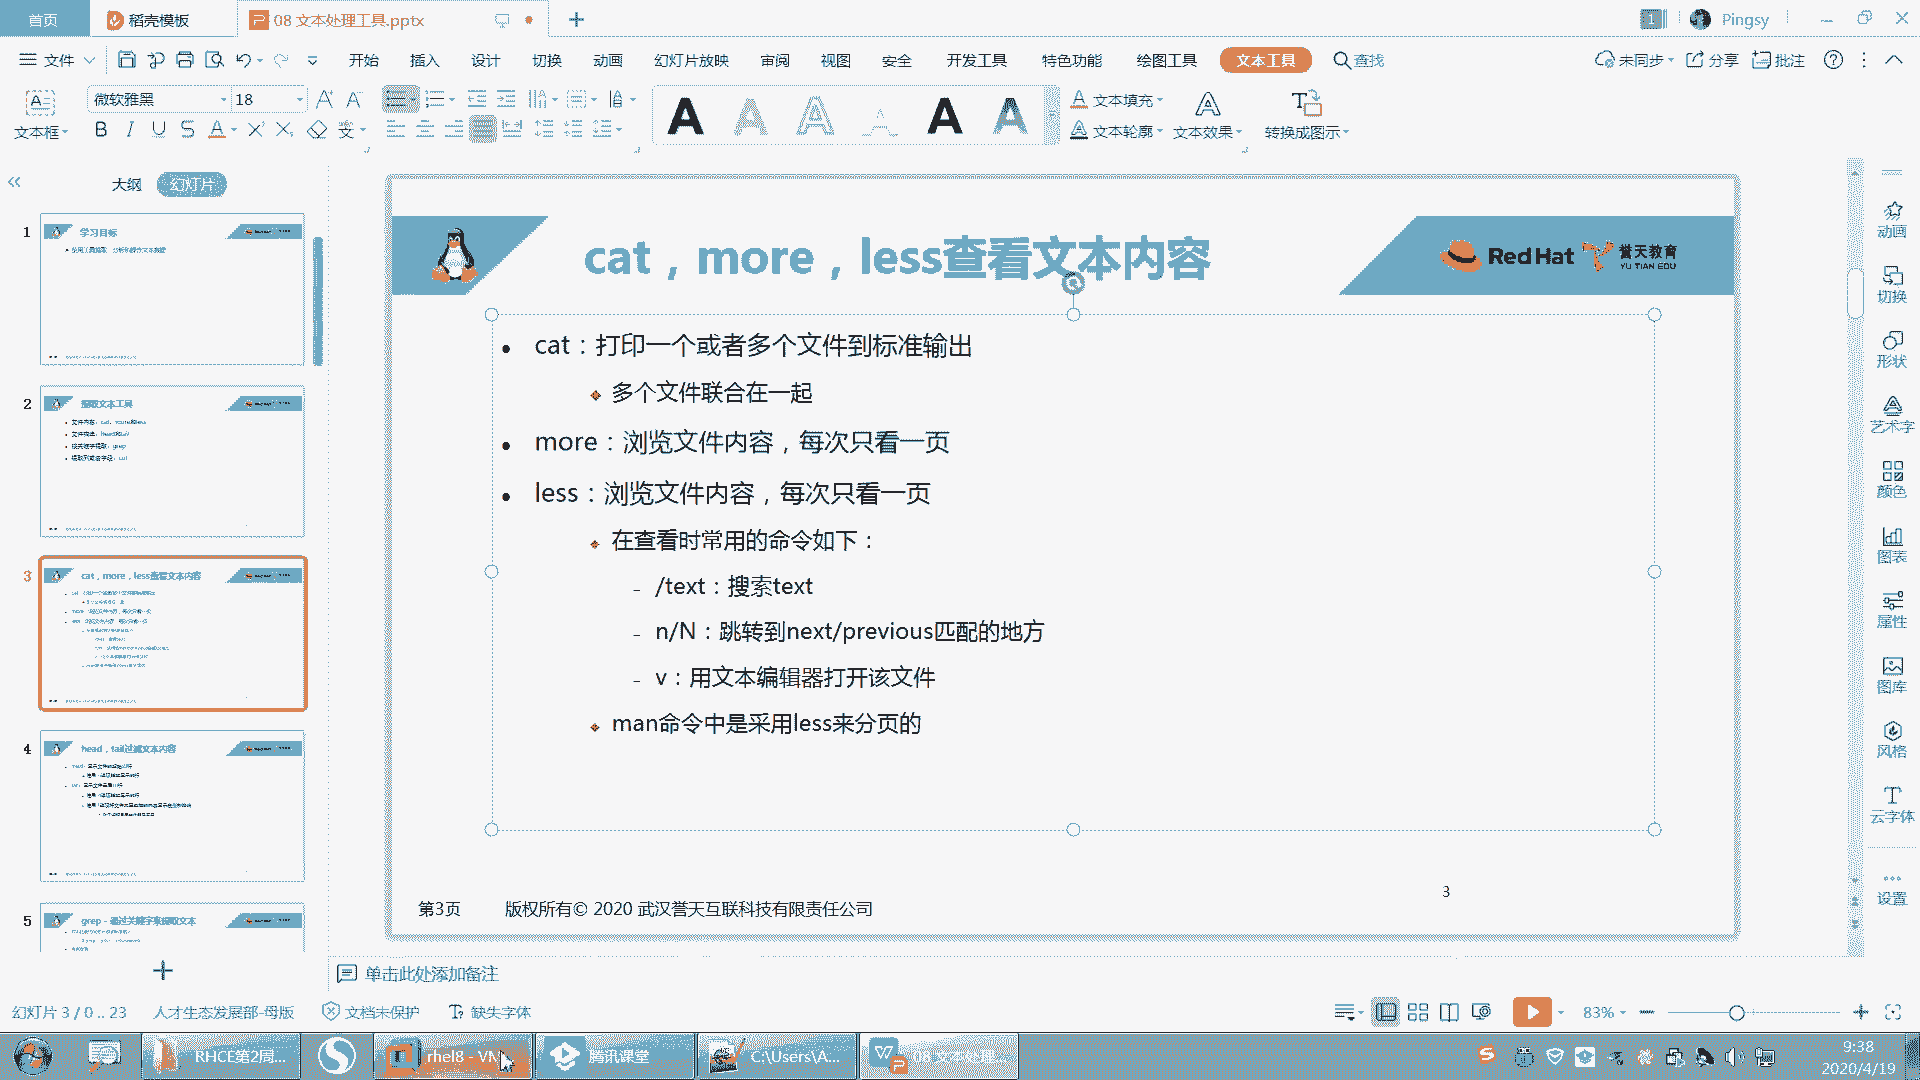 首页 稻壳模板 08 文本处理工具.pptx Pingsy
文件 开始 插入 设计 切换 动画 幻灯片放映 审阅 视图 安全 开发工具 特色功能 绘图工具 文本工具 查找 未同步 分享 批注
文本框 微软雅黑 18 文本填充 文本轮廓 文本效果 转换成图示
大纲 幻灯片
1 学习目标
2 提取文本工具
3 cat，more，less查看文本内容
4 head，tail过滤文本内容
5 grep - 通过关键字来提取文本
cat，more，less查看文本内容
Red Hat 誉天教育
YU TIAN EDU
• cat：打印一个或者多个文件到标准输出
多个文件联合在一起
• more：浏览文件内容，每次只看一页
• less：浏览文件内容，每次只看一页
在查看时常用的命令如下：
- /text：搜索text
- n/N：跳转到next/previous匹配的地方
- v：用文本编辑器打开该文件
man命令中是采用less来分页的
3
第3页 版权所有© 2020 武汉誉天互联科技有限责任公司
动画
切换
形状
艺术字
颜色
图表
属性
图库
风格
云字体
设置
单击此处添加备注
幻灯片 3 / 0 .. 23 人才生态发展部-母版 文档未保护 缺失字体 83%
RHCE第2周... rhel8 - VM 腾讯课堂 C:\Users\A... 08 文本处理...
9:38
2020/4/19